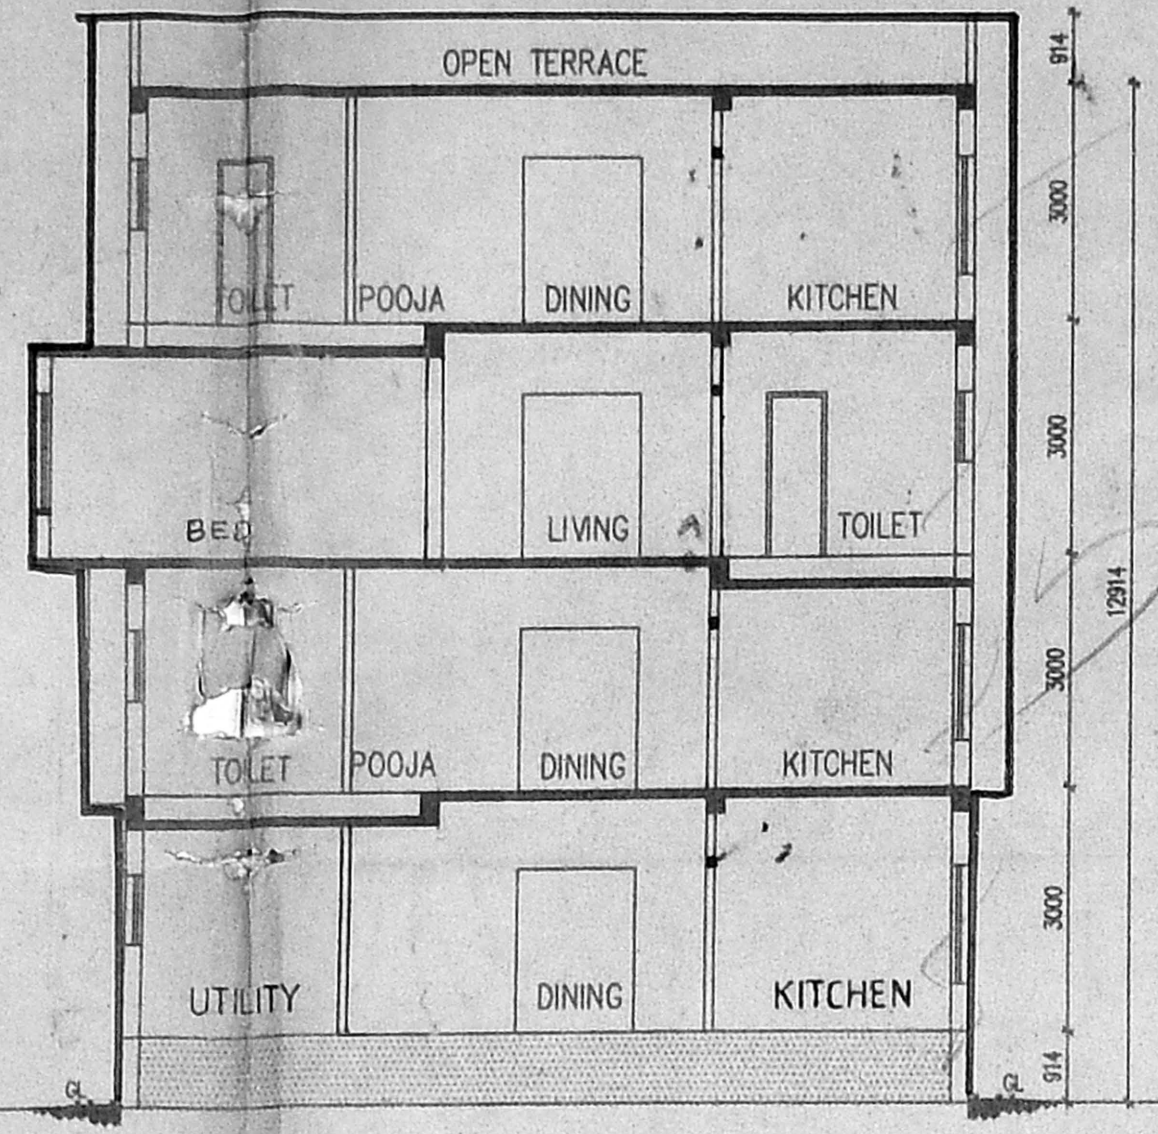 OPEN TERRACE
914
3000
TOILET POOJA DINING KITCHEN
3000
BED LIVING TOILET
12914
3000
TOILET POOJA DINING KITCHEN
3000
UTILITY DINING KITCHEN
914
GL GL